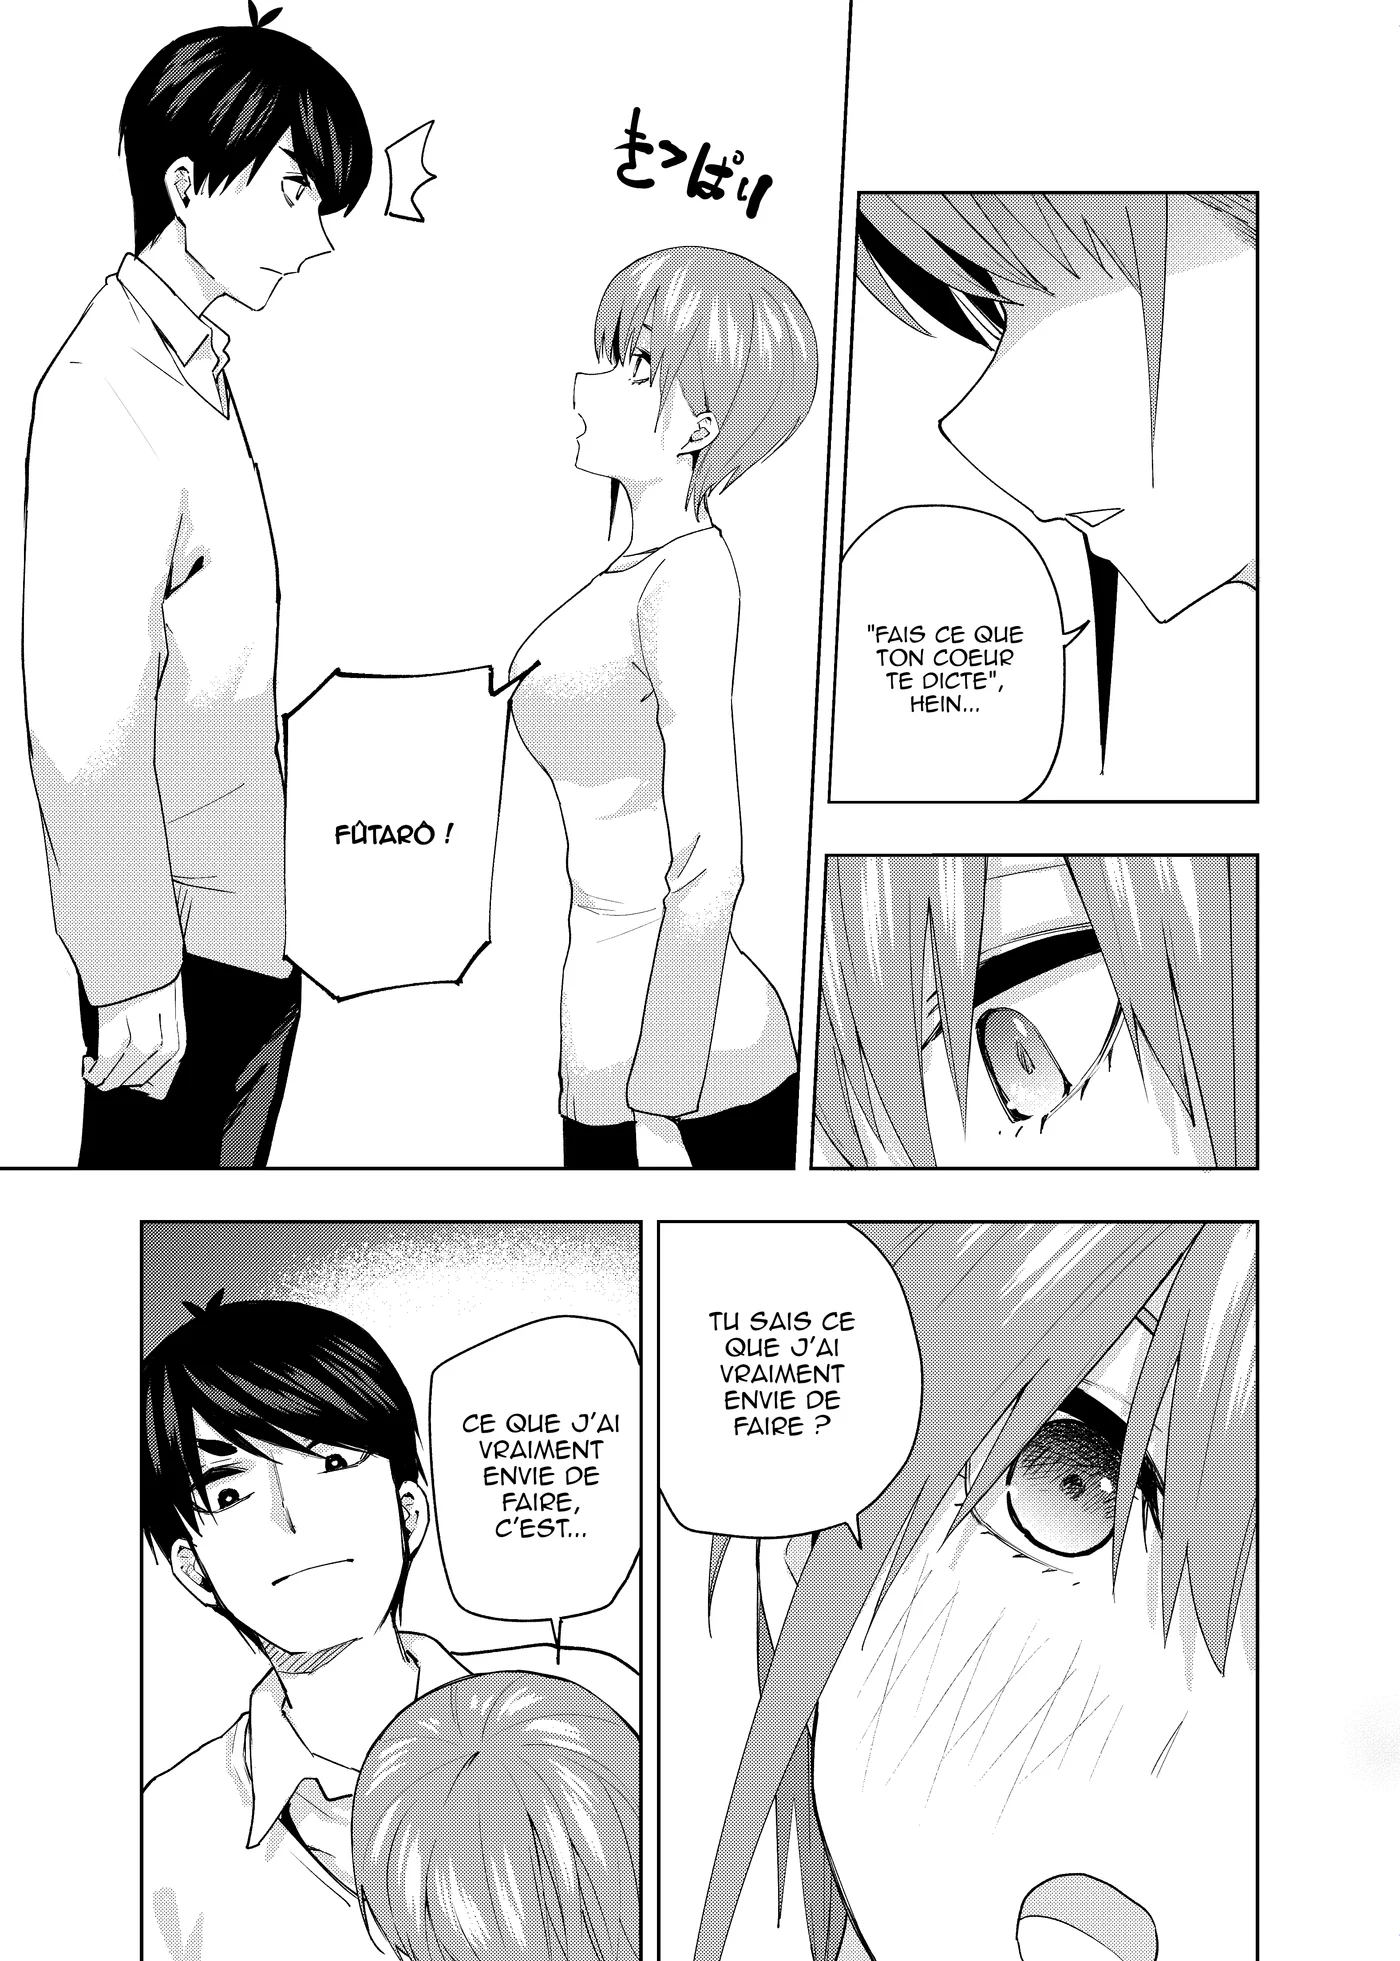 "FAIS CE QUE
TON COEUR
TE DICTE",
HEIN...
きっぱり
FÛTARÔ !
TU SAIS CE
QUE J'AI
VRAIMENT
ENVIE DE
FAIRE ?
CE QUE J'AI
VRAIMENT
ENVIE DE
FAIRE,
C'EST...